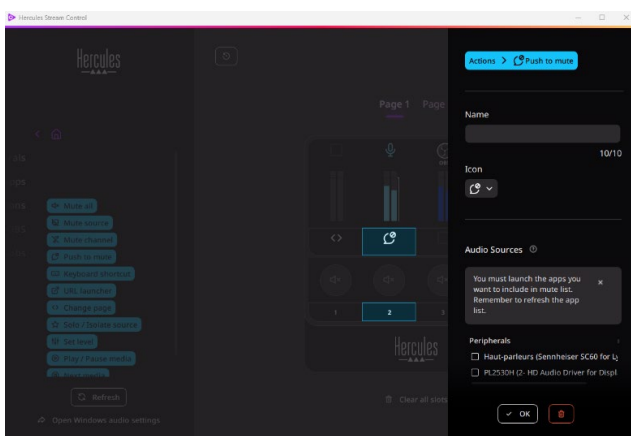 Hercules Stream Control
Hercules
Page 1 Page
Mute all
Mute source
Mute channel
Push to mute
Keyboard shortcut
URL launcher
Change page
Solo / Isolate source
Set level
Play / Pause media
Next media
Refresh
Open Windows audio settings
1
2
3
Hercules
Clear all slots
Actions > Push to mute
Name
10/10
Icon
Audio Sources
You must launch the apps you
want to include in mute list.
Remember to refresh the app
list.
Peripherals
Haut-parleurs (Sennheiser SC60 for Ly
PL2530H (2- HD Audio Driver for Displ
OK